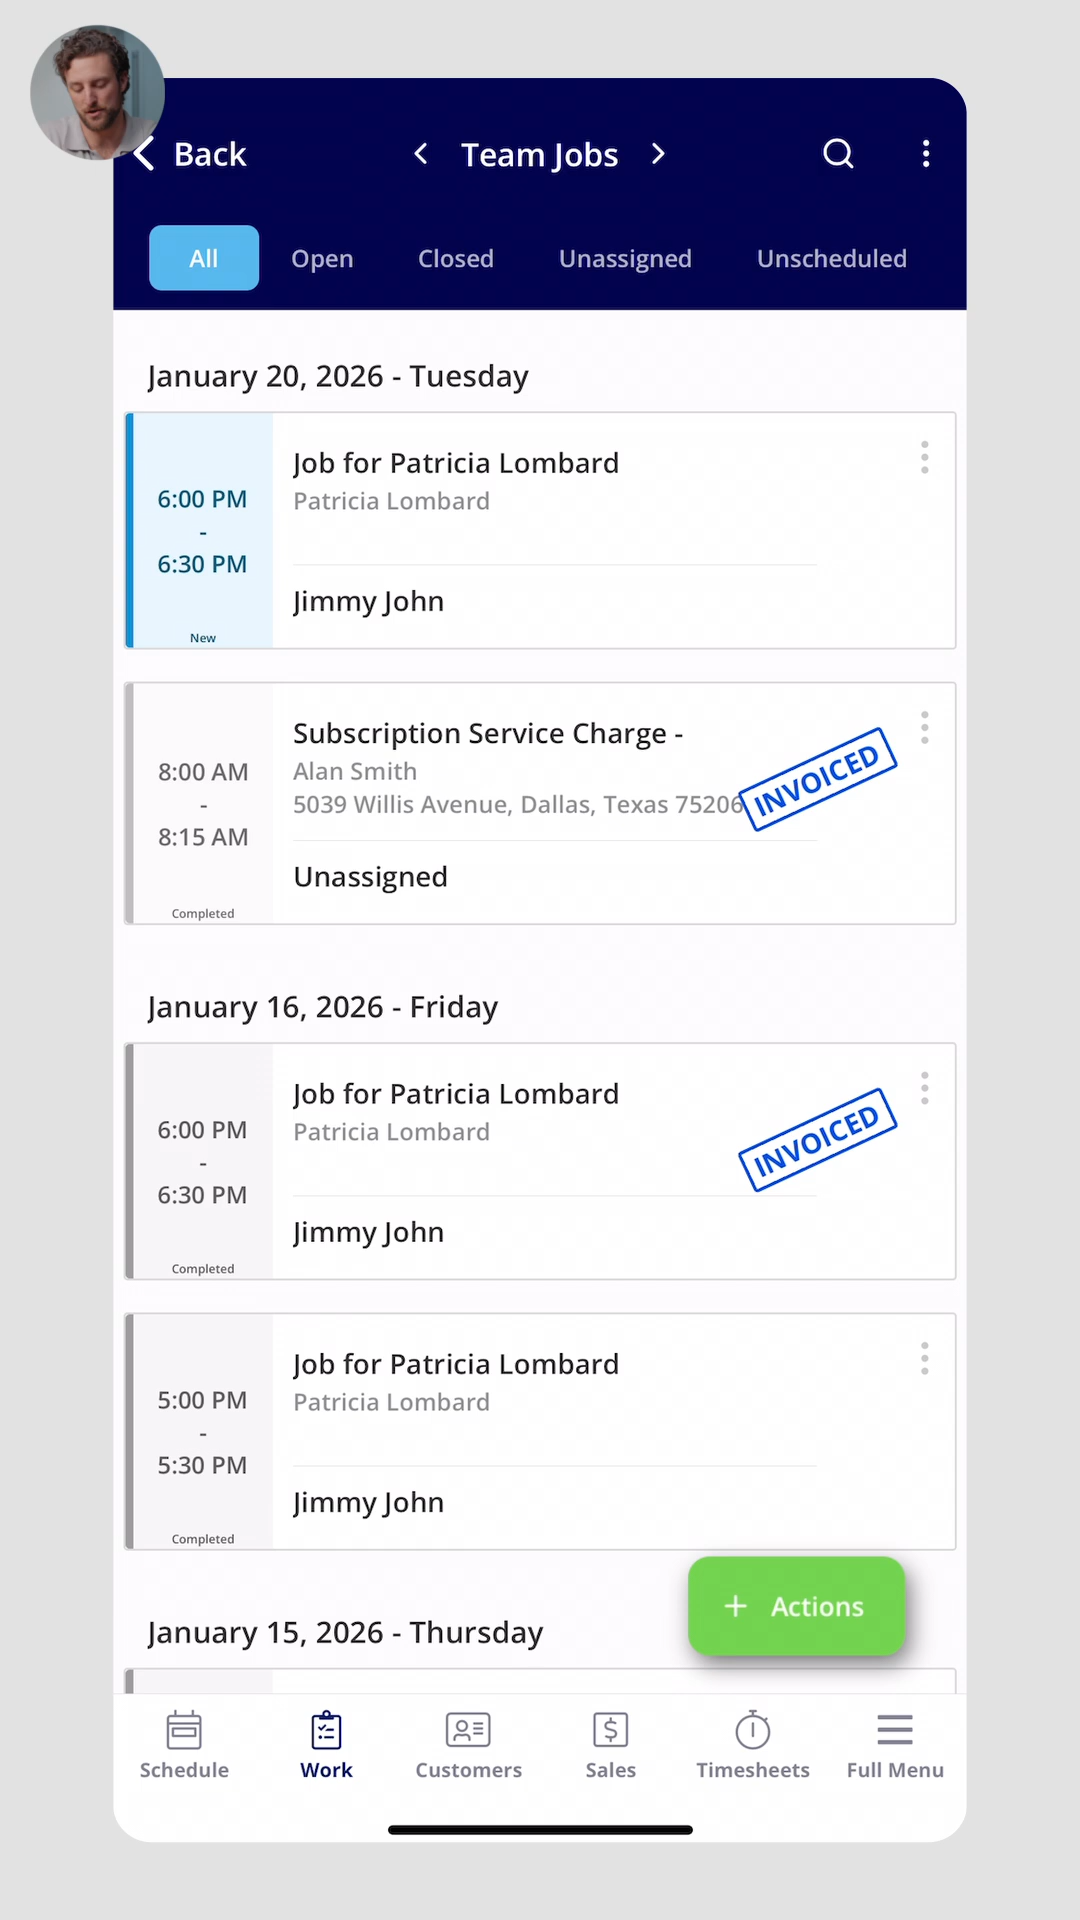 Back
Team Jobs
All
Open
Closed
Unassigned
Unscheduled
January 20, 2026 - Tuesday
6:00 PM
-
6:30 PM
New
Job for Patricia Lombard
Patricia Lombard
Jimmy John
8:00 AM
-
8:15 AM
Completed
Subscription Service Charge -
Alan Smith
5039 Willis Avenue, Dallas, Texas 75206
INVOICED
Unassigned
January 16, 2026 - Friday
6:00 PM
-
6:30 PM
Completed
Job for Patricia Lombard
Patricia Lombard
INVOICED
Jimmy John
5:00 PM
-
5:30 PM
Completed
Job for Patricia Lombard
Patricia Lombard
Jimmy John
+ Actions
January 15, 2026 - Thursday
Schedule
Work
Customers
$
Sales
Timesheets
Full Menu